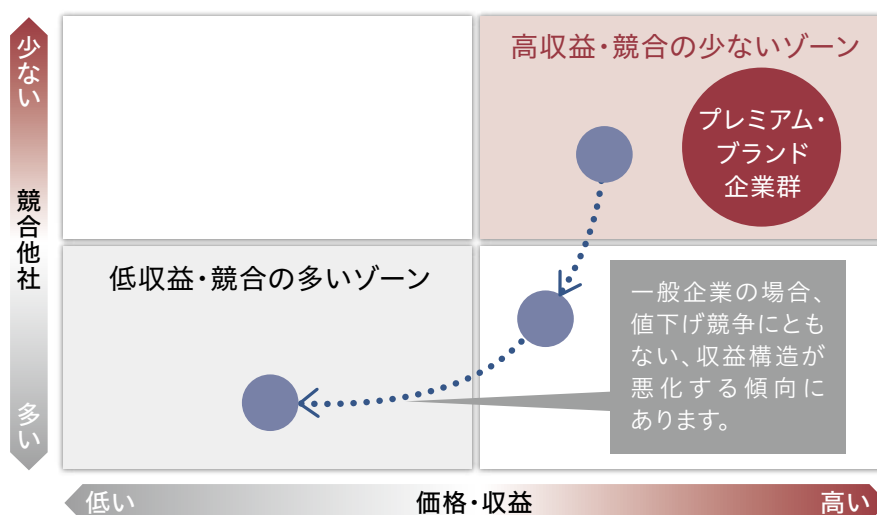 少ない
競合他社
多い
高収益・競合の少ないゾーン
プレミアム・
ブランド
企業群
低収益・競合の多いゾーン
一般企業の場合、
値下げ競争にとも
ない、収益構造が
悪化する傾向に
あります。
低い
価格・収益
高い